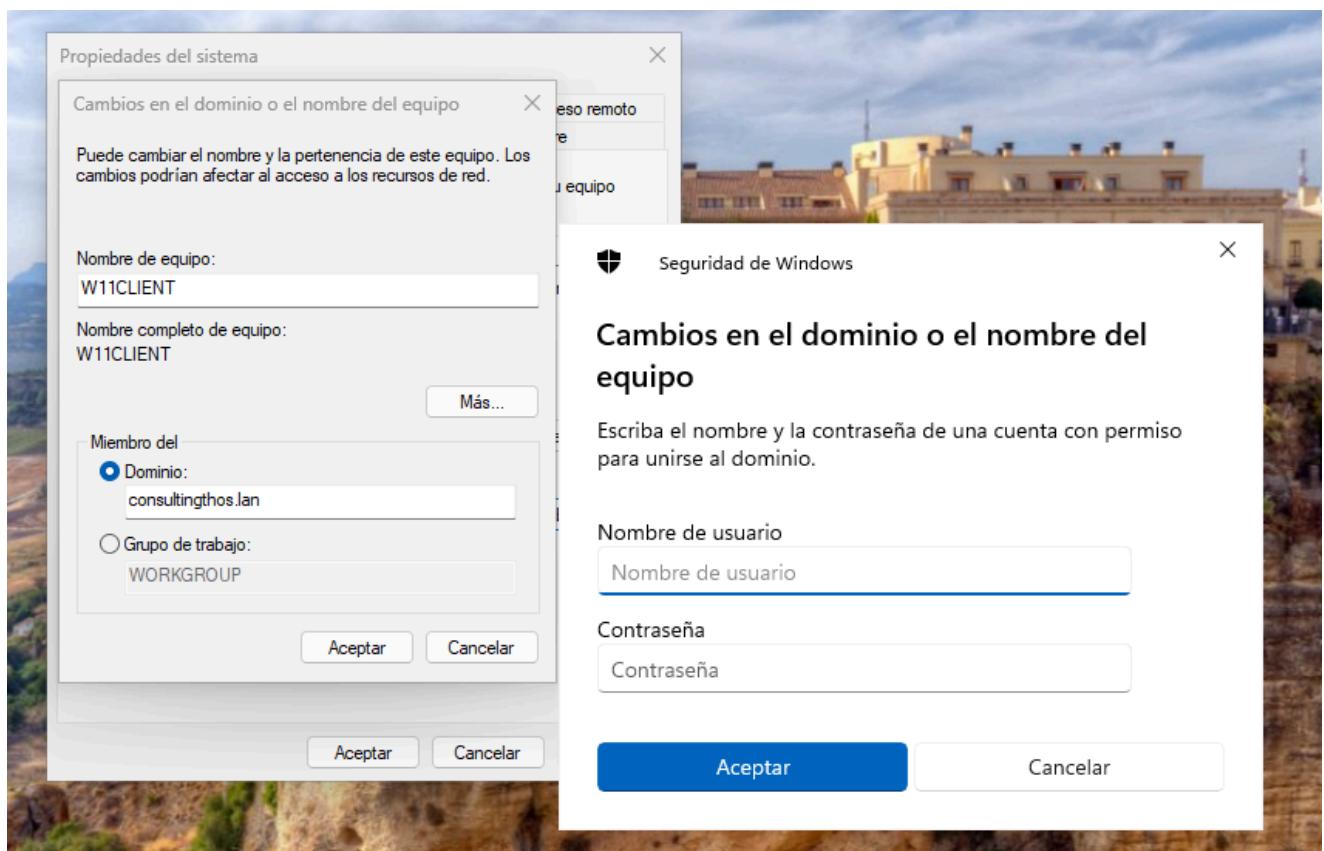 Propiedades del sistema
Cambios en el dominio o el nombre del equipo
eso remoto
re
Puede cambiar el nombre y la pertenencia de este equipo. Los
cambios podrían afectar al acceso a los recursos de red.
u equipo
Nombre de equipo:
W11CLIENT
Nombre completo de equipo:
W11CLIENT
Más...
Miembro del
Dominio:
consultingthos.lan
Grupo de trabajo:
WORKGROUP
Aceptar Cancelar
Aceptar Cancelar
Seguridad de Windows
Cambios en el dominio o el nombre del
equipo
Escriba el nombre y la contraseña de una cuenta con permiso
para unirse al dominio.
Nombre de usuario
Nombre de usuario
Contraseña
Contraseña
Aceptar Cancelar